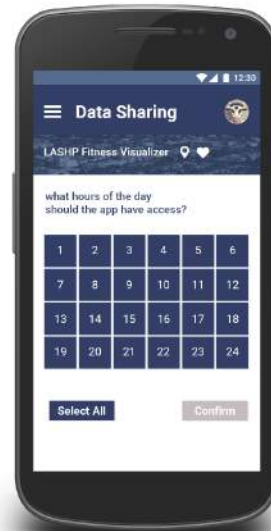 12:30
Data Sharing
LASHP Fitness Visualizer
what hours of the day
should the app have access?
1 2 3 4 5 6
7 8 9 10 11 12
13 14 15 16 17 18
19 20 21 22 23 24
Select All Confirm